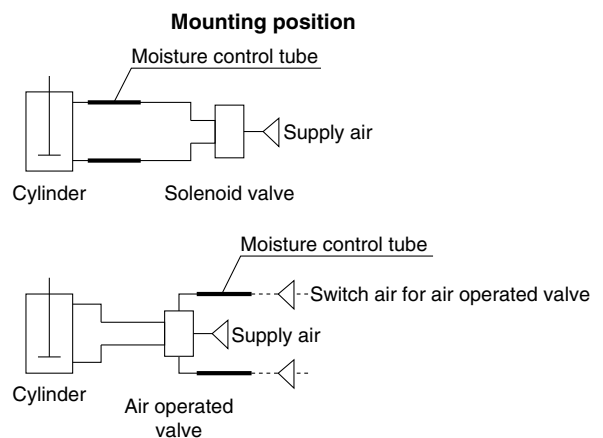 Mounting position
Moisture control tube
Supply air
Cylinder
Solenoid valve
Moisture control tube
Switch air for air operated valve
Supply air
Cylinder
Air operated
valve